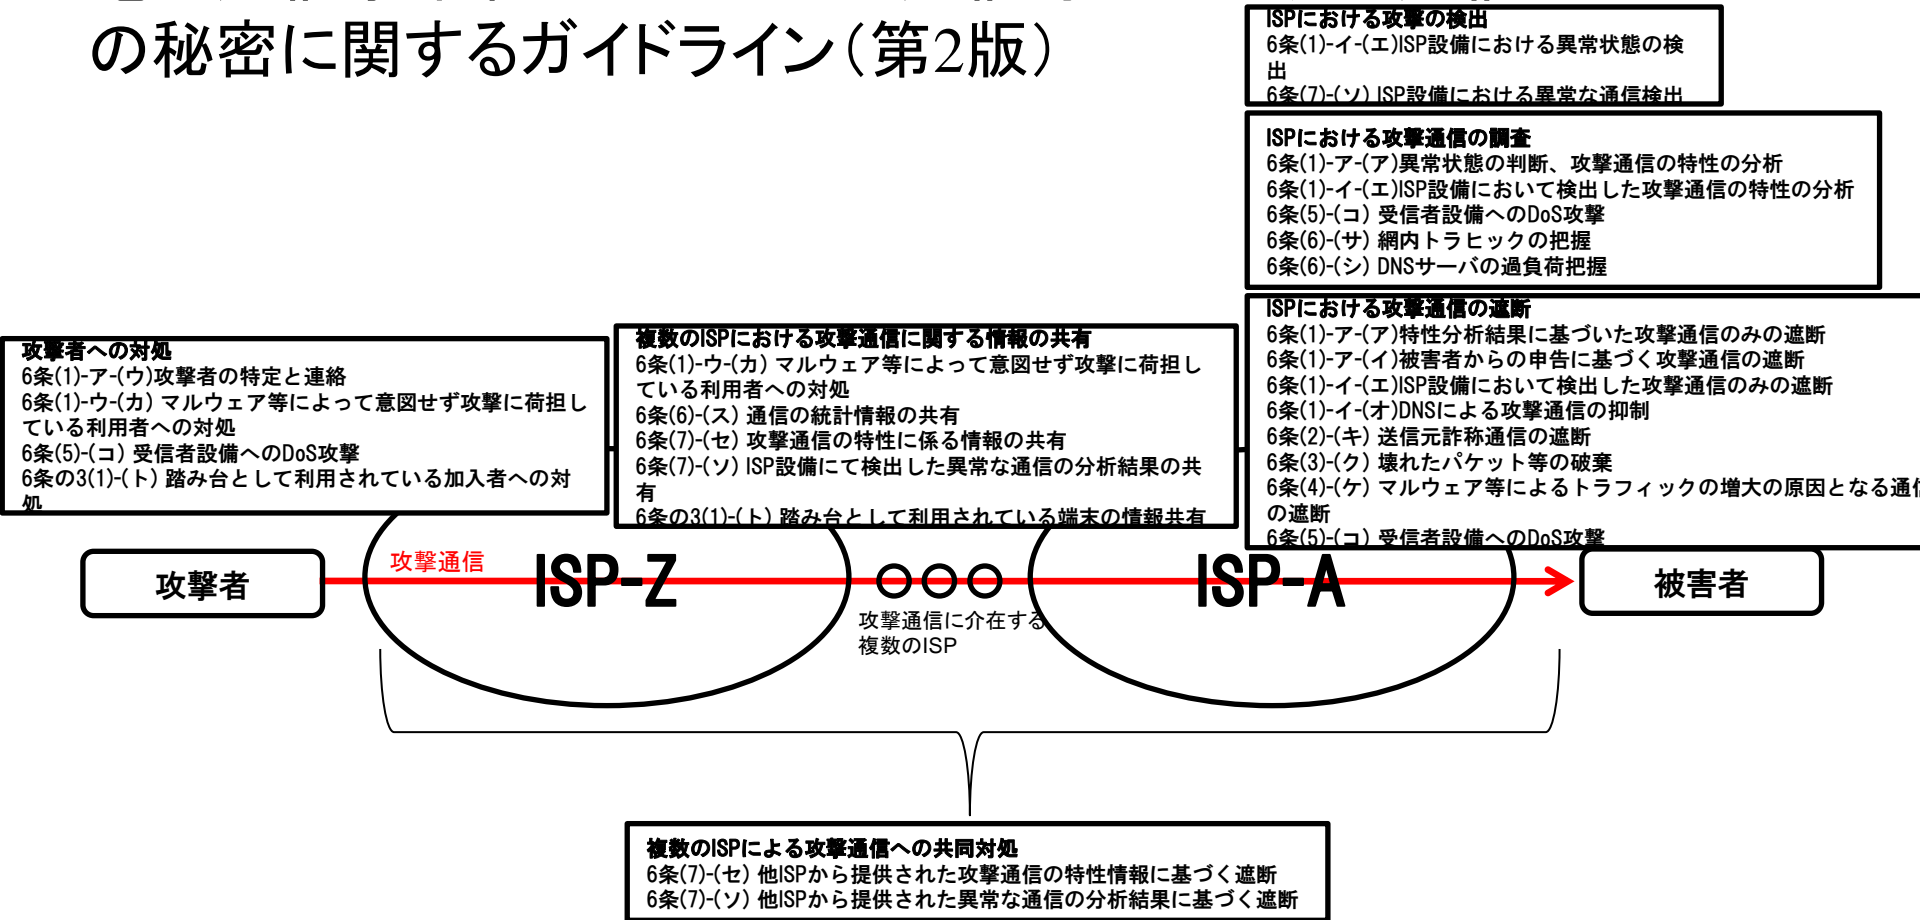 の秘密に関するガイドライン（第2版）
ISPにおける攻撃の検出
6条(1)-イ-(エ)ISP設備における異常状態の検
出
6条(7)-(ソ) ISP設備における異常な通信検出
ISPにおける攻撃通信の調査
6条(1)-ア-(ア)異常状態の判断、攻撃通信の特性の分析
6条(1)-イ-(エ)ISP設備において検出した攻撃通信の特性の分析
6条(5)-(コ) 受信者設備へのDoS攻撃
6条(6)-(サ) 網内トラヒックの把握
6条(6)-(シ) DNSサーバの過負荷把握
ISPにおける攻撃通信の遮断
6条(1)-ア-(ア)特性分析結果に基づいた攻撃通信のみの遮断
6条(1)-ア-(イ)被害者からの申告に基づく攻撃通信の遮断
6条(1)-イ-(エ)ISP設備において検出した攻撃通信のみの遮断
6条(1)-イ-(オ)DNSによる攻撃通信の抑制
6条(2)-(キ) 送信元詐称通信の遮断
6条(3)-(ク) 壊れたパケット等の破棄
6条(4)-(ケ) マルウェア等によるトラフィックの増大の原因となる通信
の遮断
6条(5)-(コ) 受信者設備へのDoS攻撃
複数のISPにおける攻撃通信に関する情報の共有
6条(1)-ウ-(カ) マルウェア等によって意図せず攻撃に荷担し
ている利用者への対処
6条(6)-(ス) 通信の統計情報の共有
6条(7)-(セ) 攻撃通信の特性に係る情報の共有
6条(7)-(ソ) ISP設備にて検出した異常な通信の分析結果の共
有
6条の3(1)-(ト) 踏み台として利用されている端末の情報共有
攻撃者への対処
6条(1)-ア-(ウ)攻撃者の特定と連絡
6条(1)-ウ-(カ) マルウェア等によって意図せず攻撃に荷担し
ている利用者への対処
6条(5)-(コ) 受信者設備へのDoS攻撃
6条の3(1)-(ト) 踏み台として利用されている加入者への対
処
攻撃者
攻撃通信
ISP-Z
攻撃通信に介在する
複数のISP
ISP-A
被害者
複数のISPによる攻撃通信への共同対処
6条(7)-(セ) 他ISPから提供された攻撃通信の特性情報に基づく遮断
6条(7)-(ソ) 他ISPから提供された異常な通信の分析結果に基づく遮断